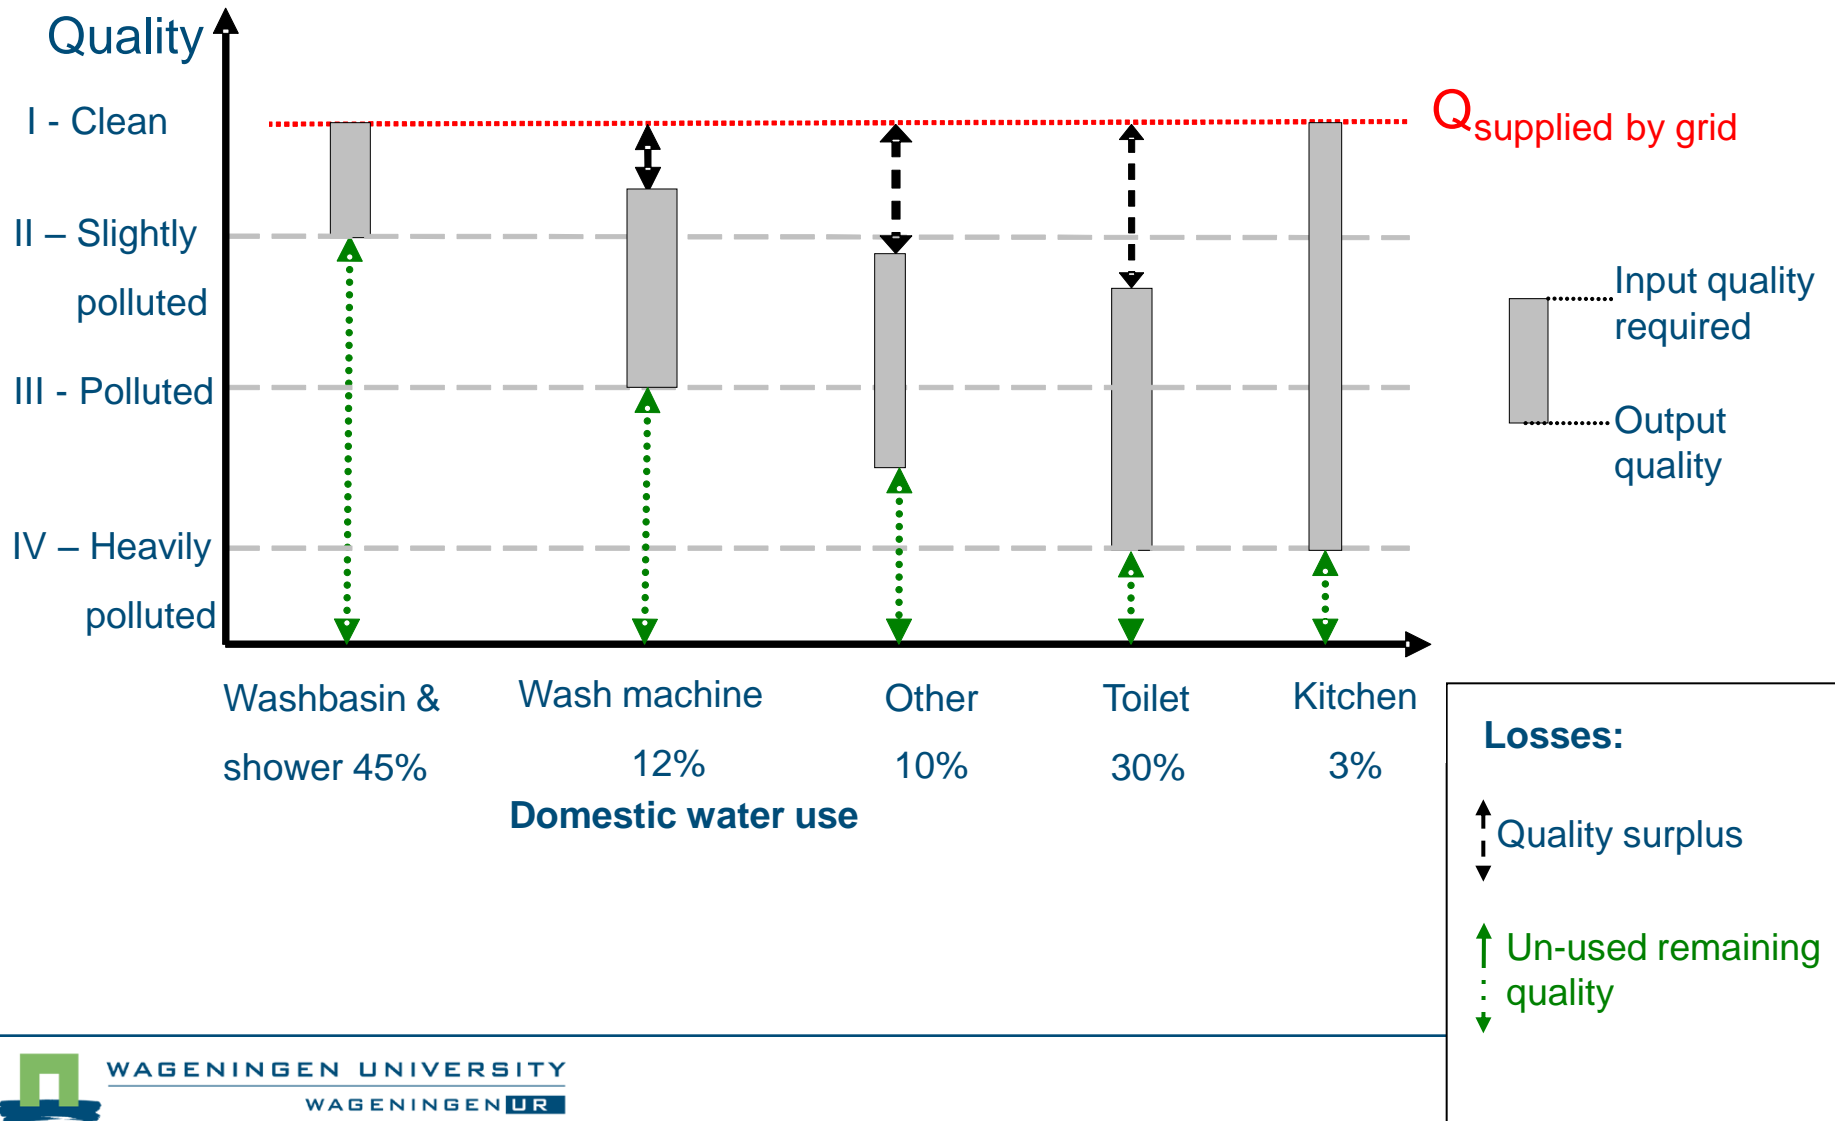 Quality
I - Clean
II – Slightly
polluted
III - Polluted
IV – Heavily
polluted
Q supplied by grid
Input quality
required
Output
quality
Washbasin &
shower 45%
Wash machine
12%
Other
10%
Toilet
30%
Kitchen
3%
Domestic water use
Losses:
Quality surplus
Un-used remaining
quality
WAGENINGEN UNIVERSITY
WAGENINGEN UR